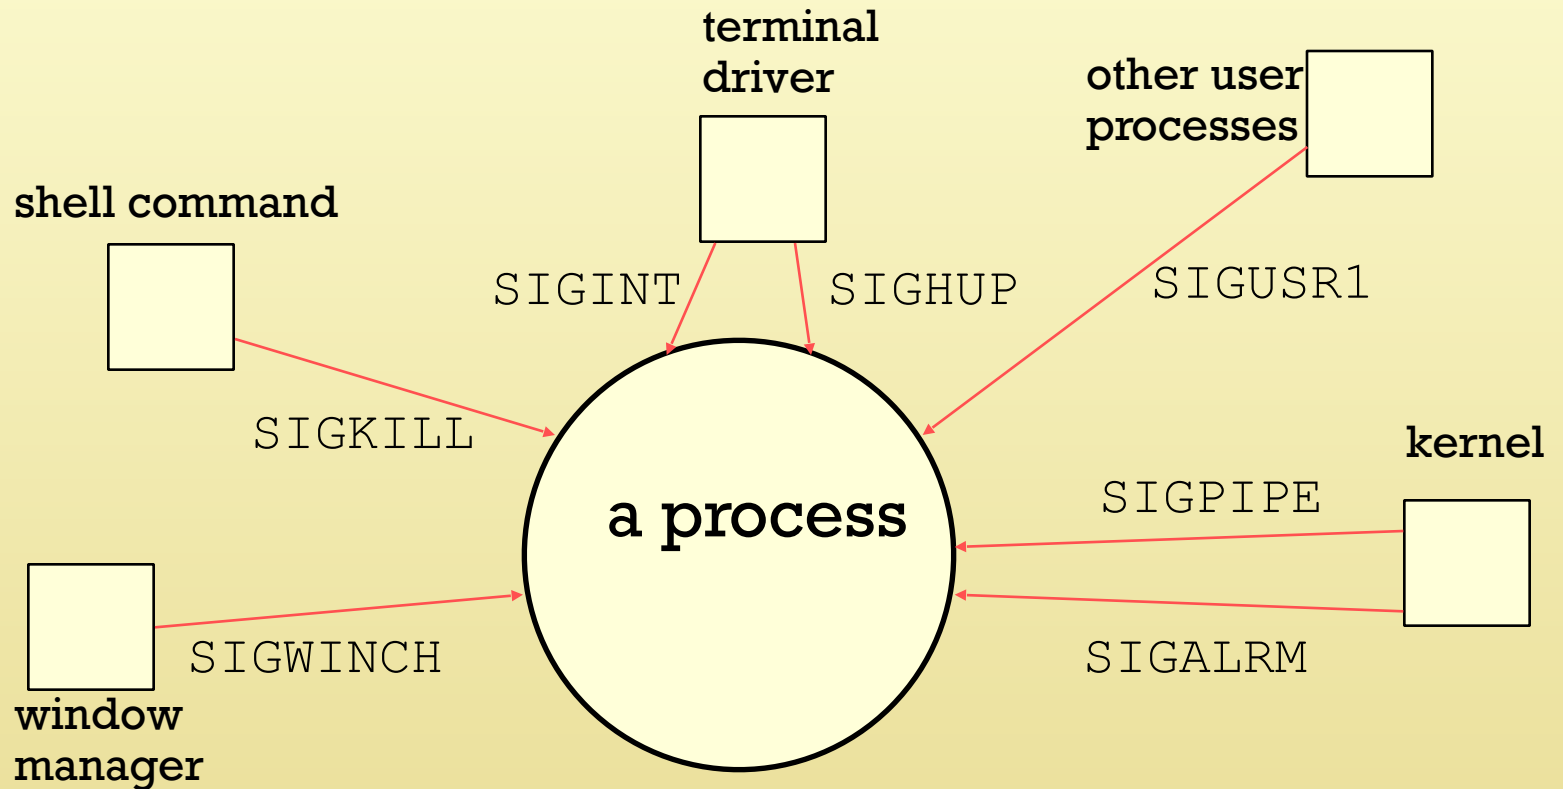 terminal
driver
other user
processes
shell command
SIGINT
SIGHUP
SIGUSR1
SIGKILL
kernel
SIGPIPE
a process
SIGWINCH
SIGALRM
window
manager